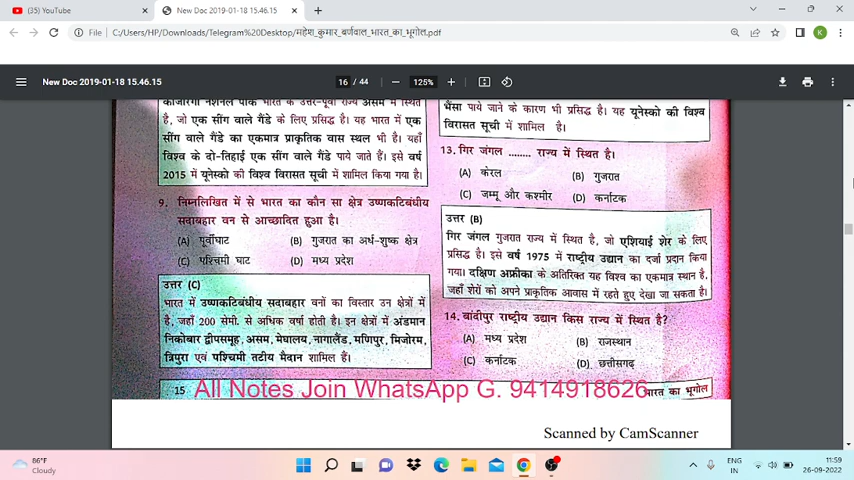 (35) YouTube
New Doc 2019-01-18 15.46.15
File
C:/Users/HP/Downloads/Telegram%20Desktop/महेश_कुमार_बर्णवाल_भारत_का_भूगोल.pdf
K
New Doc 2019-01-18 15.46.15
16 / 44
125%
काजीरंगा नेशनल पार्क भारत के उत्तर-पूर्वी राज्य असम में स्थित
है, जो एक सींग वाले गैंडे के लिए प्रसिद्ध है। यह भारत में एक
सींग वाले गैंडे का एकमात्र प्राकृतिक वास स्थल भी है। यहाँ
विश्व के दो-तिहाई एक सींग वाले गैंडे पाये जाते हैं। इसे वर्ष
2015 में यूनेस्को की विश्व विरासत सूची में शामिल किया गया है।
9. निम्नलिखित में से भारत का कौन सा क्षेत्र उष्णकटिबंधीय
सदाबहार वन से आच्छादित हुआ है।
(A) पूर्वीघाट (B) गुजरात का अर्ध-शुष्क क्षेत्र
(C) पश्चिमी घाट (D) मध्य प्रदेश
उत्तर (C)
भारत में उष्णकटिबंधीय सदाबहार वनों का विस्तार उन क्षेत्रों में
है, जहाँ 200 सेमी. से अधिक वर्षा होती है। इन क्षेत्रों में अंडमान
निकोबार द्वीपसमूह, असम, मेघालय, नागालैंड, मणिपुर, मिजोरम,
त्रिपुरा एवं पश्चिमी तटीय मैदान शामिल हैं।
15
भैंसा पाये जाने के कारण भी प्रसिद्ध है। यह यूनेस्को की विश्व
विरासत सूची में शामिल है।
13. गिर जंगल ........ राज्य में स्थित है।
(A) केरल (B) गुजरात
(C) जम्मू और कश्मीर (D) कर्नाटक
उत्तर (B)
गिर जंगल गुजरात राज्य में स्थित है, जो एशियाई शेर के लिए
प्रसिद्ध है। इसे वर्ष 1975 में राष्ट्रीय उद्यान का दर्जा प्रदान किया
गया। दक्षिण अफ्रीका के अतिरिक्त यह विश्व का एकमात्र स्थान है,
जहाँ शेरों को अपने प्राकृतिक आवास में रहते हुए देखा जा सकता है।
14. बांदीपुर राष्ट्रीय उद्यान किस राज्य में स्थित है?
(A) मध्य प्रदेश (B) राजस्थान
(C) कर्नाटक (D) छत्तीसगढ़
भारत का भूगोल
All Notes Join WhatsApp G. 9414918626
Scanned by CamScanner
86°F
Cloudy
ENG
IN
11:59
26-09-2022